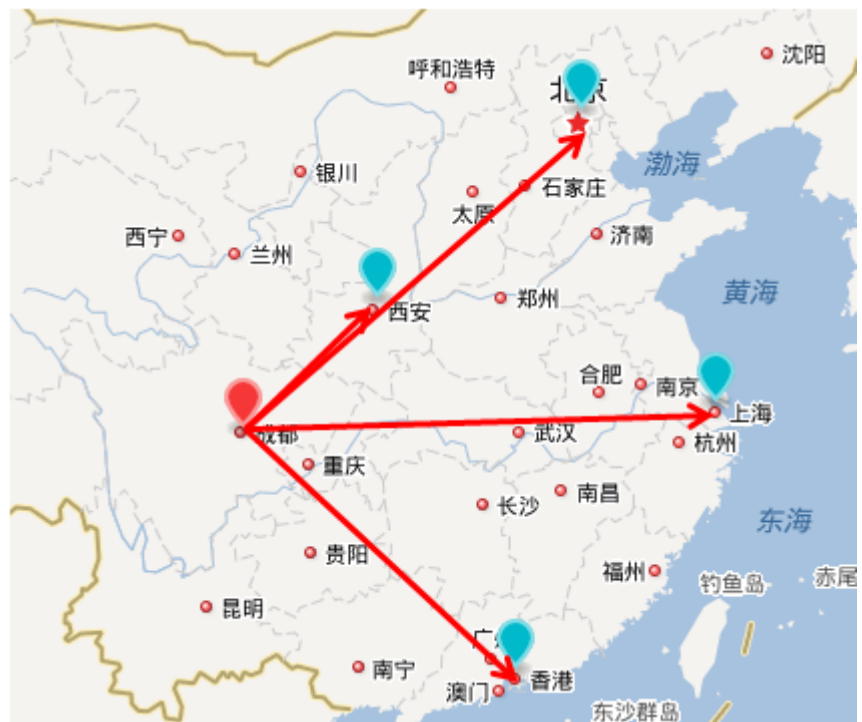 沈阳
呼和浩特
北京
渤海
银川
石家庄
太原
西宁
济南
兰州
黄海
西安
郑州
合肥
南京
上海
成都
武汉
杭州
重庆
南昌
长沙
东海
贵阳
福州
钓鱼岛
赤尾
昆明
广州
南宁
香港
澳门
东沙群岛